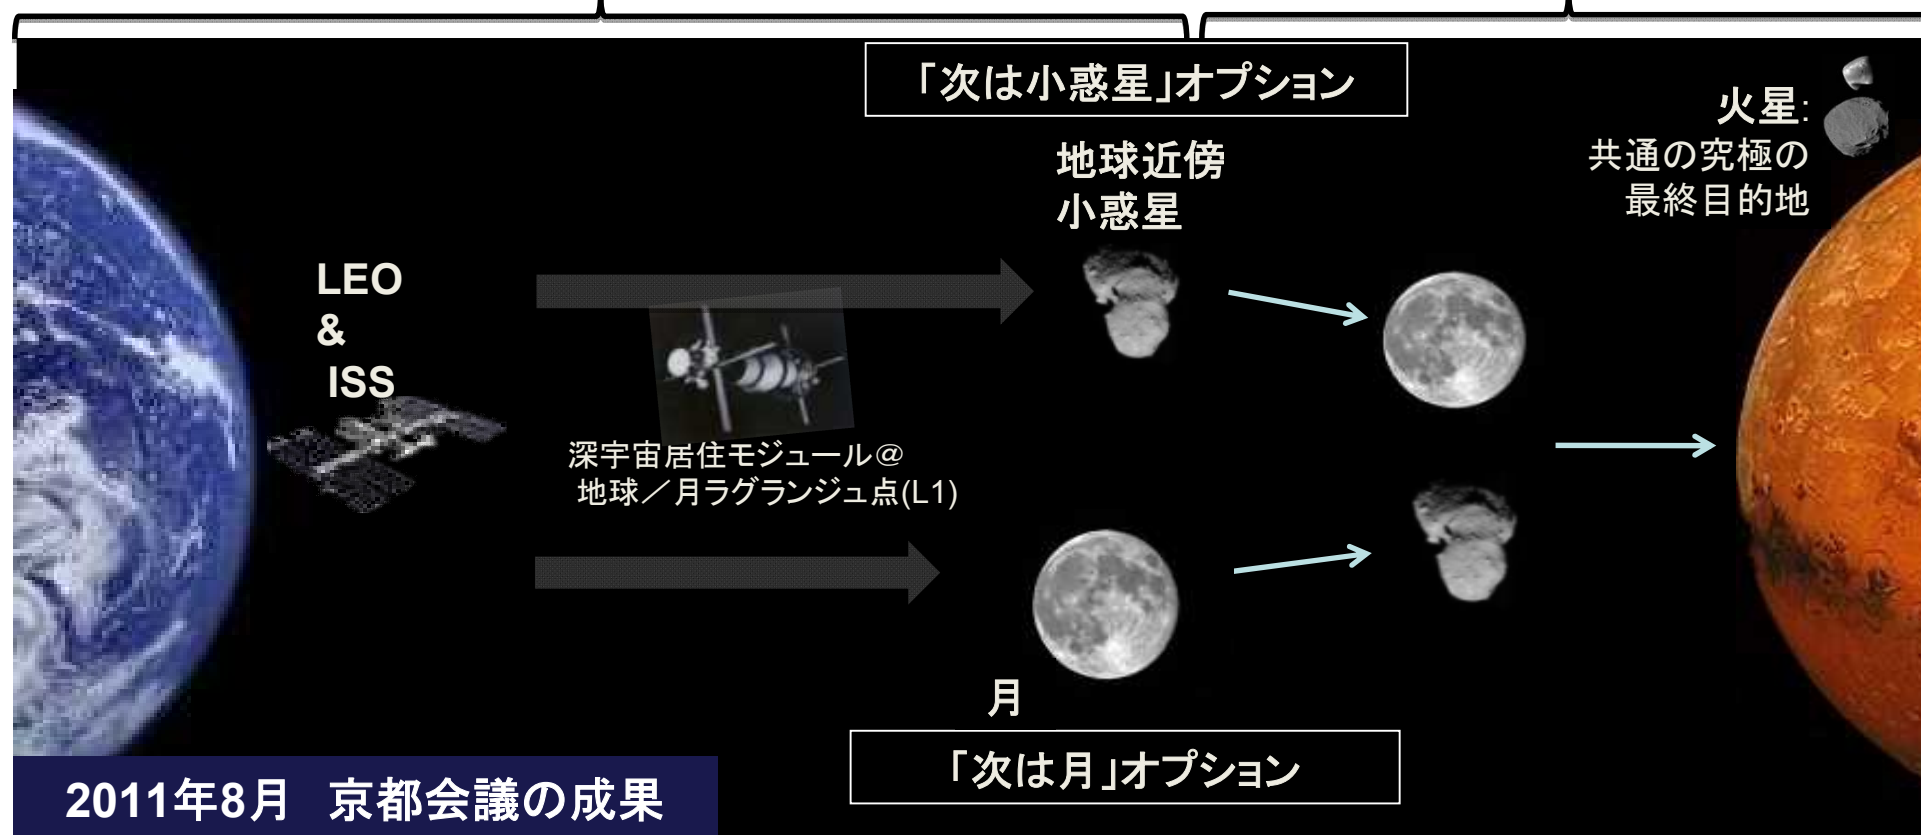 「次は小惑星」オプション
火星:
共通の究極の
最終目的地
地球近傍
小惑星
LEO
&
ISS
深宇宙居住モジュール@
地球／月ラグランジュ点(L1)
月
「次は月」オプション
2011年8月　京都会議の成果